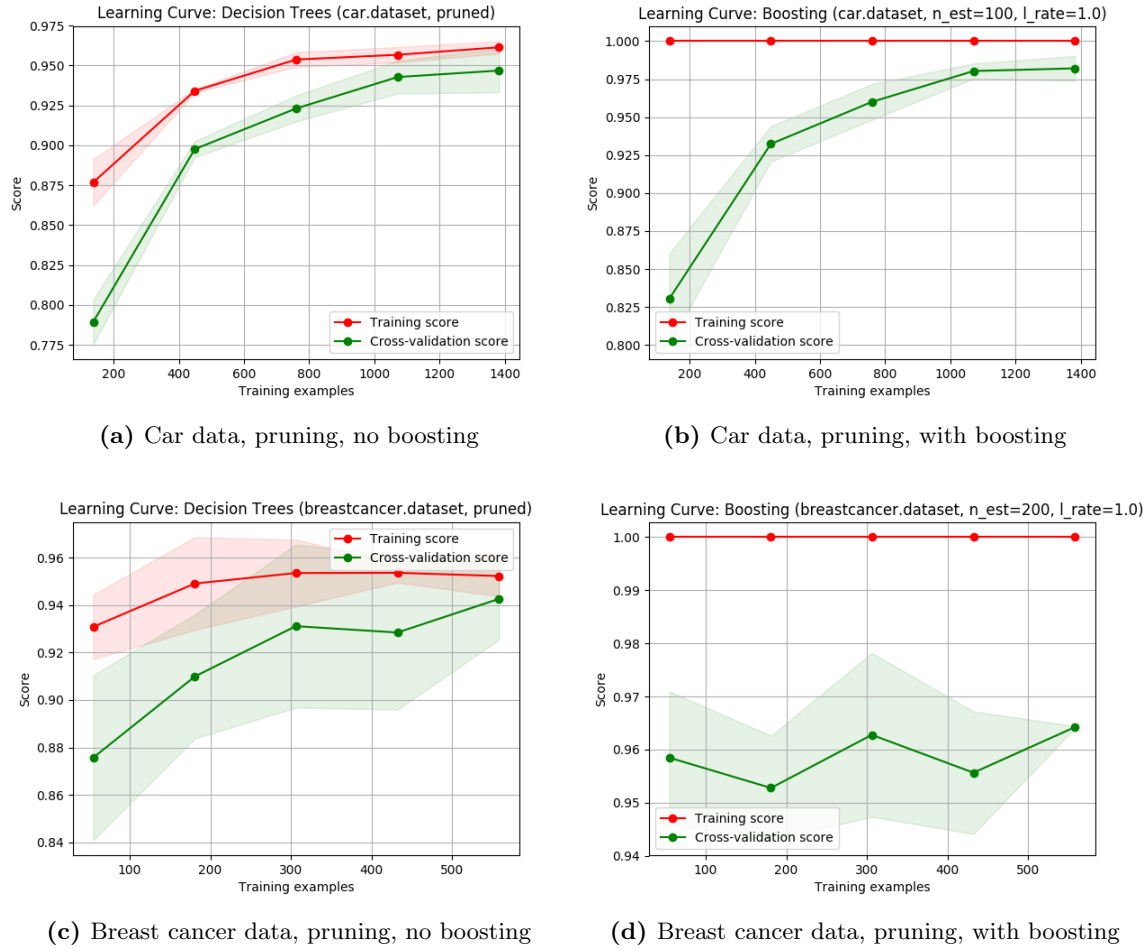 Learning Curve: Decision Trees (car.dataset, pruned)
0.975
0.950
0.925
0.900
0.875
0.850
0.825
0.800
0.775
Score
Training score
Cross-validation score
200 400 600 800 1000 1200 1400
Training examples
(a) Car data, pruning, no boosting
Learning Curve: Boosting (car.dataset, n_est=100, l_rate=1.0)
1.000
0.975
0.950
0.925
0.900
0.875
0.850
0.825
0.800
Score
Training score
Cross-validation score
200 400 600 800 1000 1200 1400
Training examples
(b) Car data, pruning, with boosting
Learning Curve: Decision Trees (breastcancer.dataset, pruned)
Training score
Cross-validation score
0.96
0.94
0.92
0.90
0.88
0.86
0.84
Score
100 200 300 400 500
Training examples
(c) Breast cancer data, pruning, no boosting
Learning Curve: Boosting (breastcancer.dataset, n_est=200, l_rate=1.0)
1.00
0.99
0.98
0.97
0.96
0.95
0.94
Score
Training score
Cross-validation score
100 200 300 400 500
Training examples
(d) Breast cancer data, pruning, with boosting